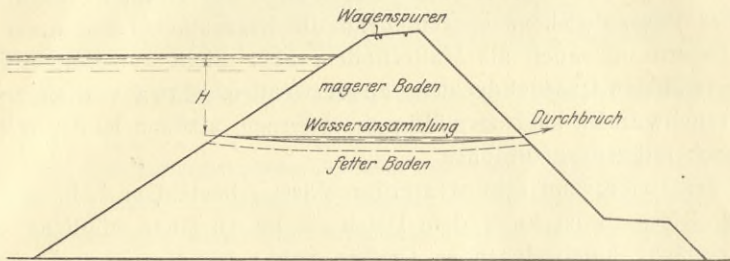 Wagenspuren
magerer Boden
H
Wasseransammlung
Durchbruch
fetter Boden